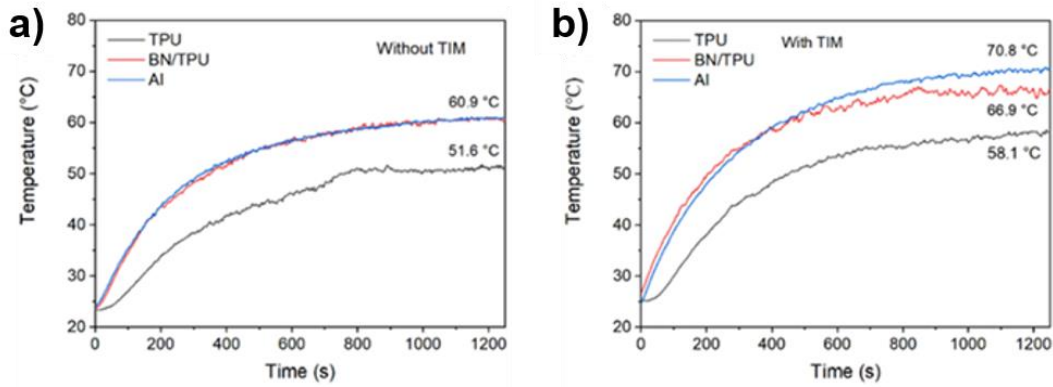 a)
80
70
60
50
40
30
20
Temperature (°C)
TPU
BN/TPU
Al
Without TIM
60.9 °C
51.6 °C
0 200 400 600 800 1000 1200
Time (s)
b)
80
70
60
50
40
30
20
Temperature (°C)
TPU
BN/TPU
Al
With TIM
70.8 °C
66.9 °C
58.1 °C
0 200 400 600 800 1000 1200
Time (s)